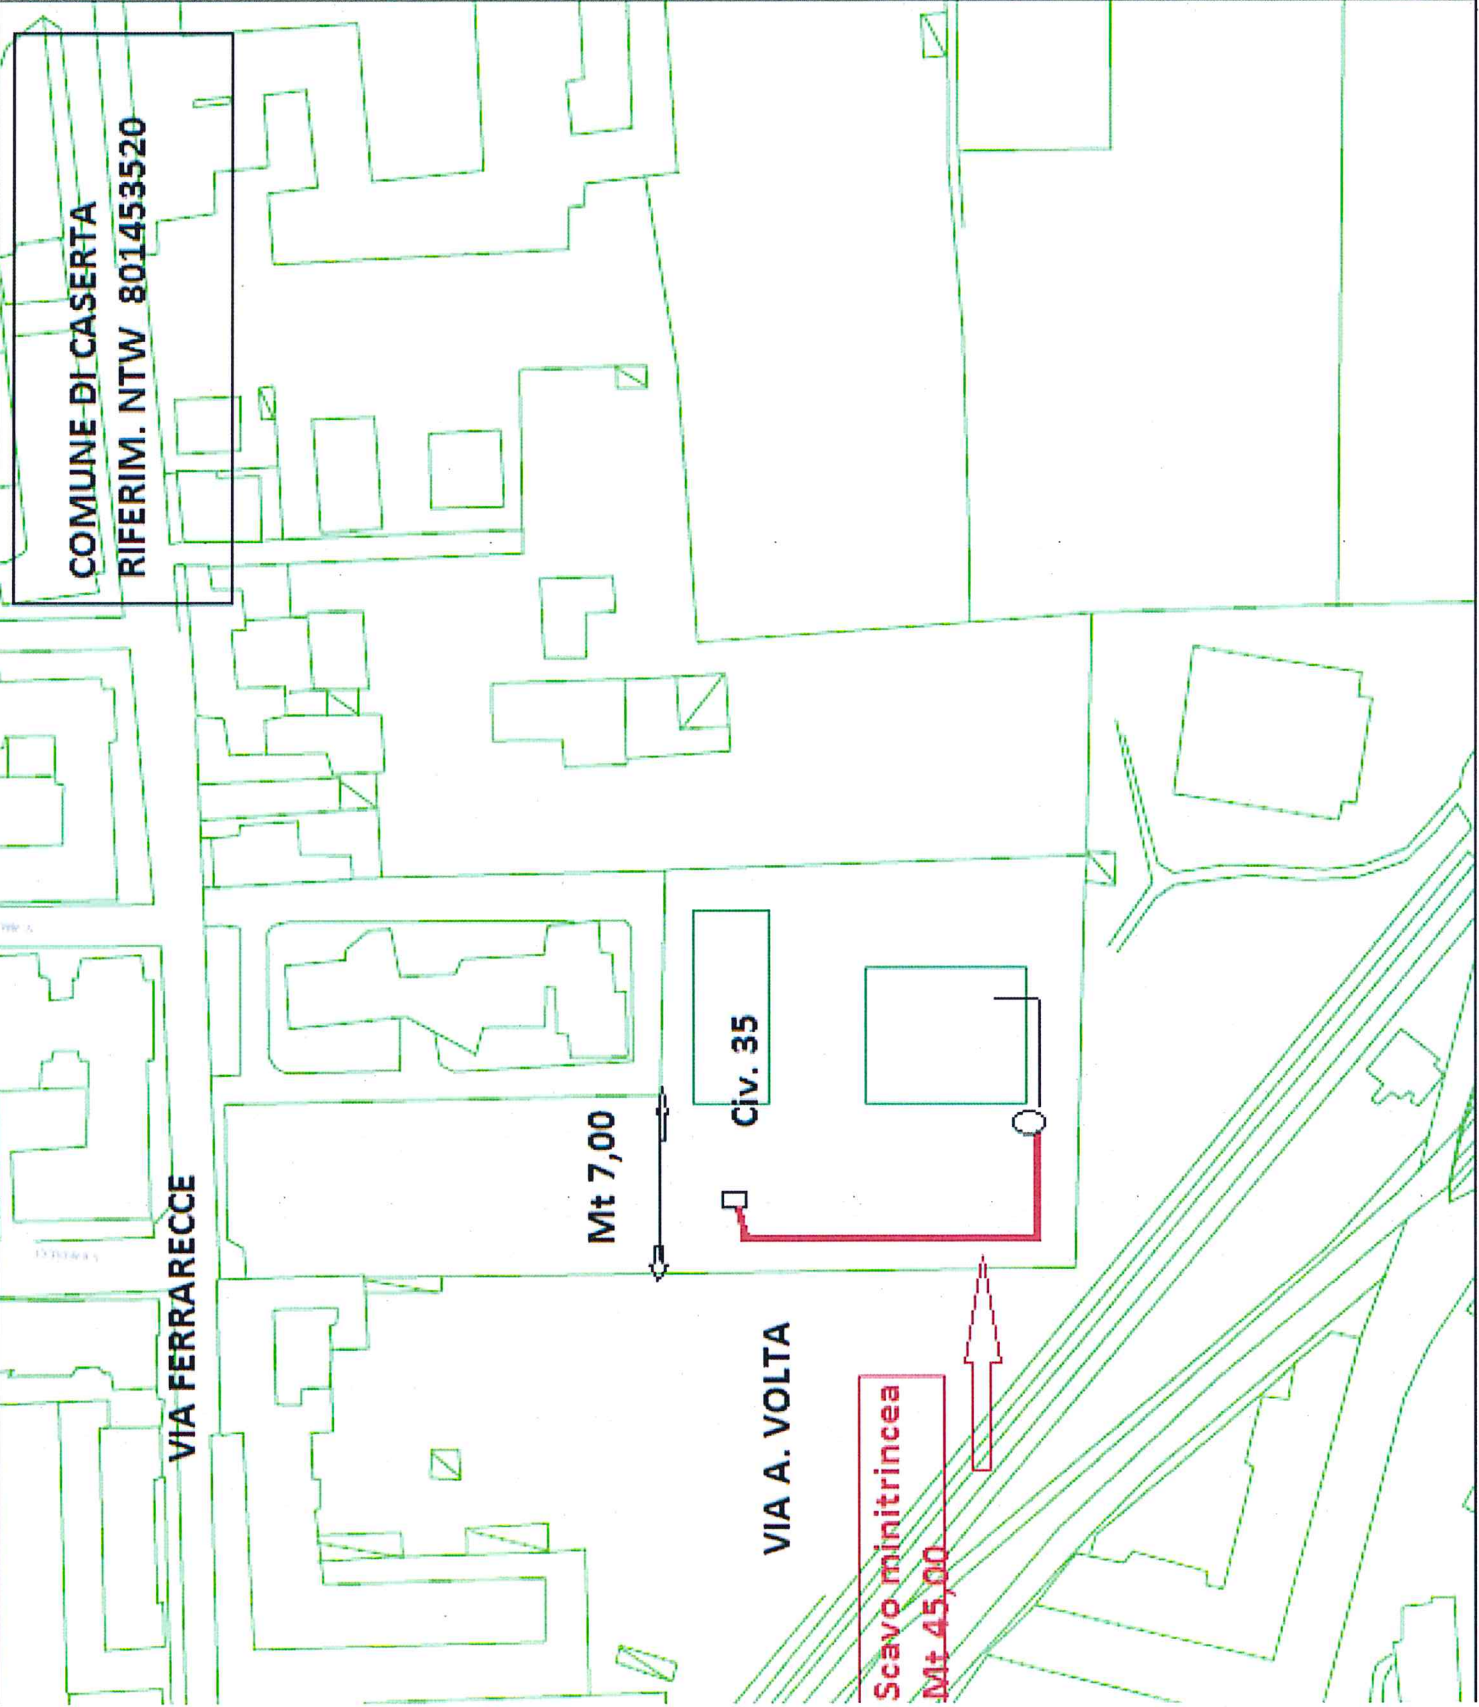 COMUNE DI CASERTA
RIFERIM. NTW 801453520
VIA FERRARECCE
Mt 7,00
Civ. 35
VIA A. VOLTA
Scavo minitrincea
Mt 45,00